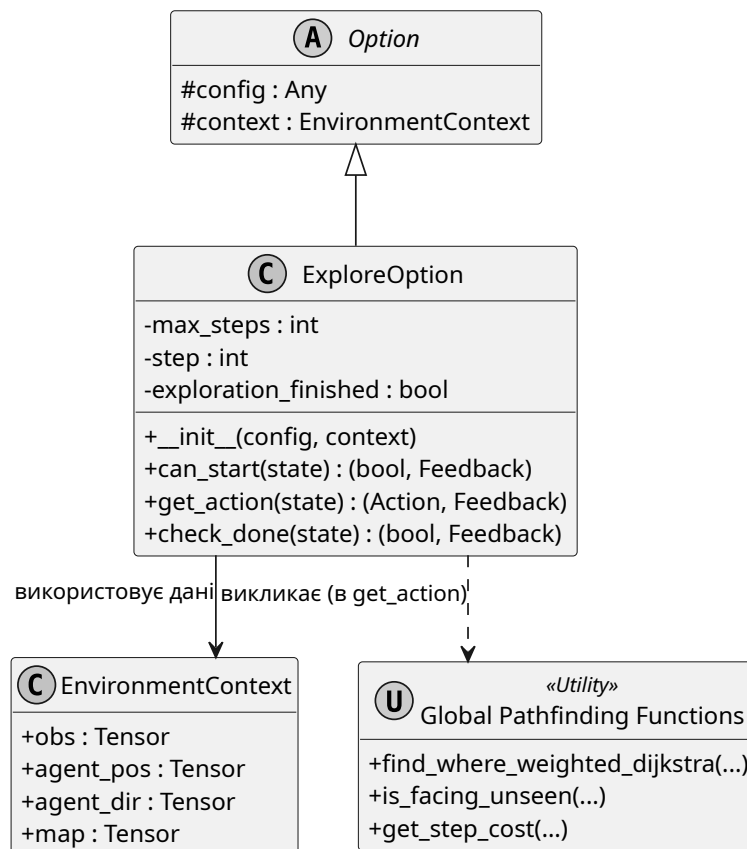 A Option
#config : Any
#context : EnvironmentContext
C ExploreOption
-max_steps : int
-step : int
-exploration_finished : bool
+__init__(config, context)
+can_start(state) : (bool, Feedback)
+get_action(state) : (Action, Feedback)
+check_done(state) : (bool, Feedback)
використовує дані
викликає (в get_action)
C EnvironmentContext
+obs : Tensor
+agent_pos : Tensor
+agent_dir : Tensor
+map : Tensor
«Utility»
U Global Pathfinding Functions
+find_where_weighted_dijkstra(...)
+is_facing_unseen(...)
+get_step_cost(...)